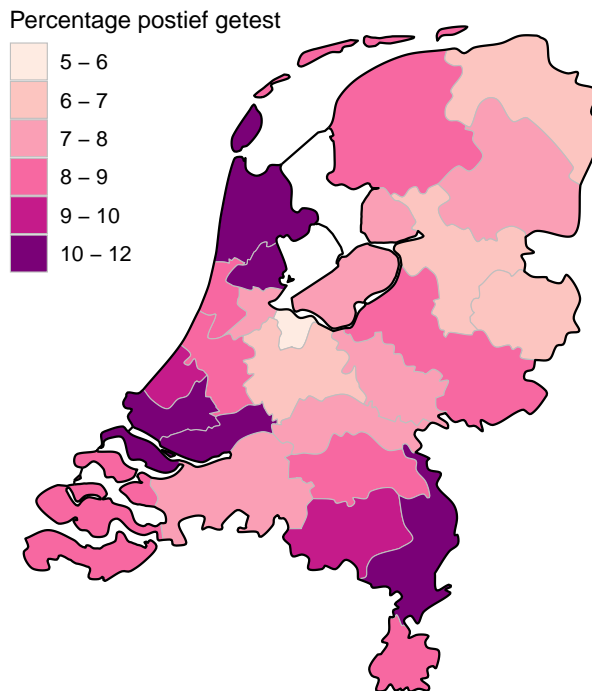 Percentage postief getest
5 – 6
6 – 7
7 – 8
8 – 9
9 – 10
10 – 12